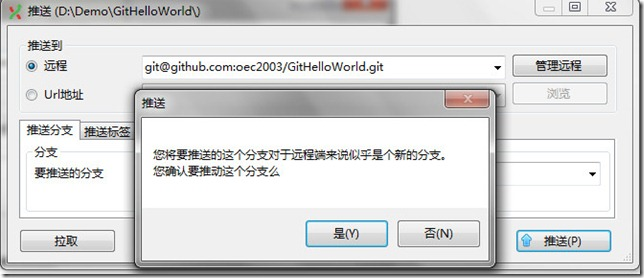 推送 (D:\Demo\GitHelloWorld\)
推送到
远程
git@github.com:oec2003/GitHelloWorld.git
管理远程
Url地址
浏览
推送
推送分支
推送标签
分支
要推送的分支
您将要推送的这个分支对于远程端来说似乎是个新的分支。
您确认要推动这个分支么
是(Y)
否(N)
拉取
推送(P)